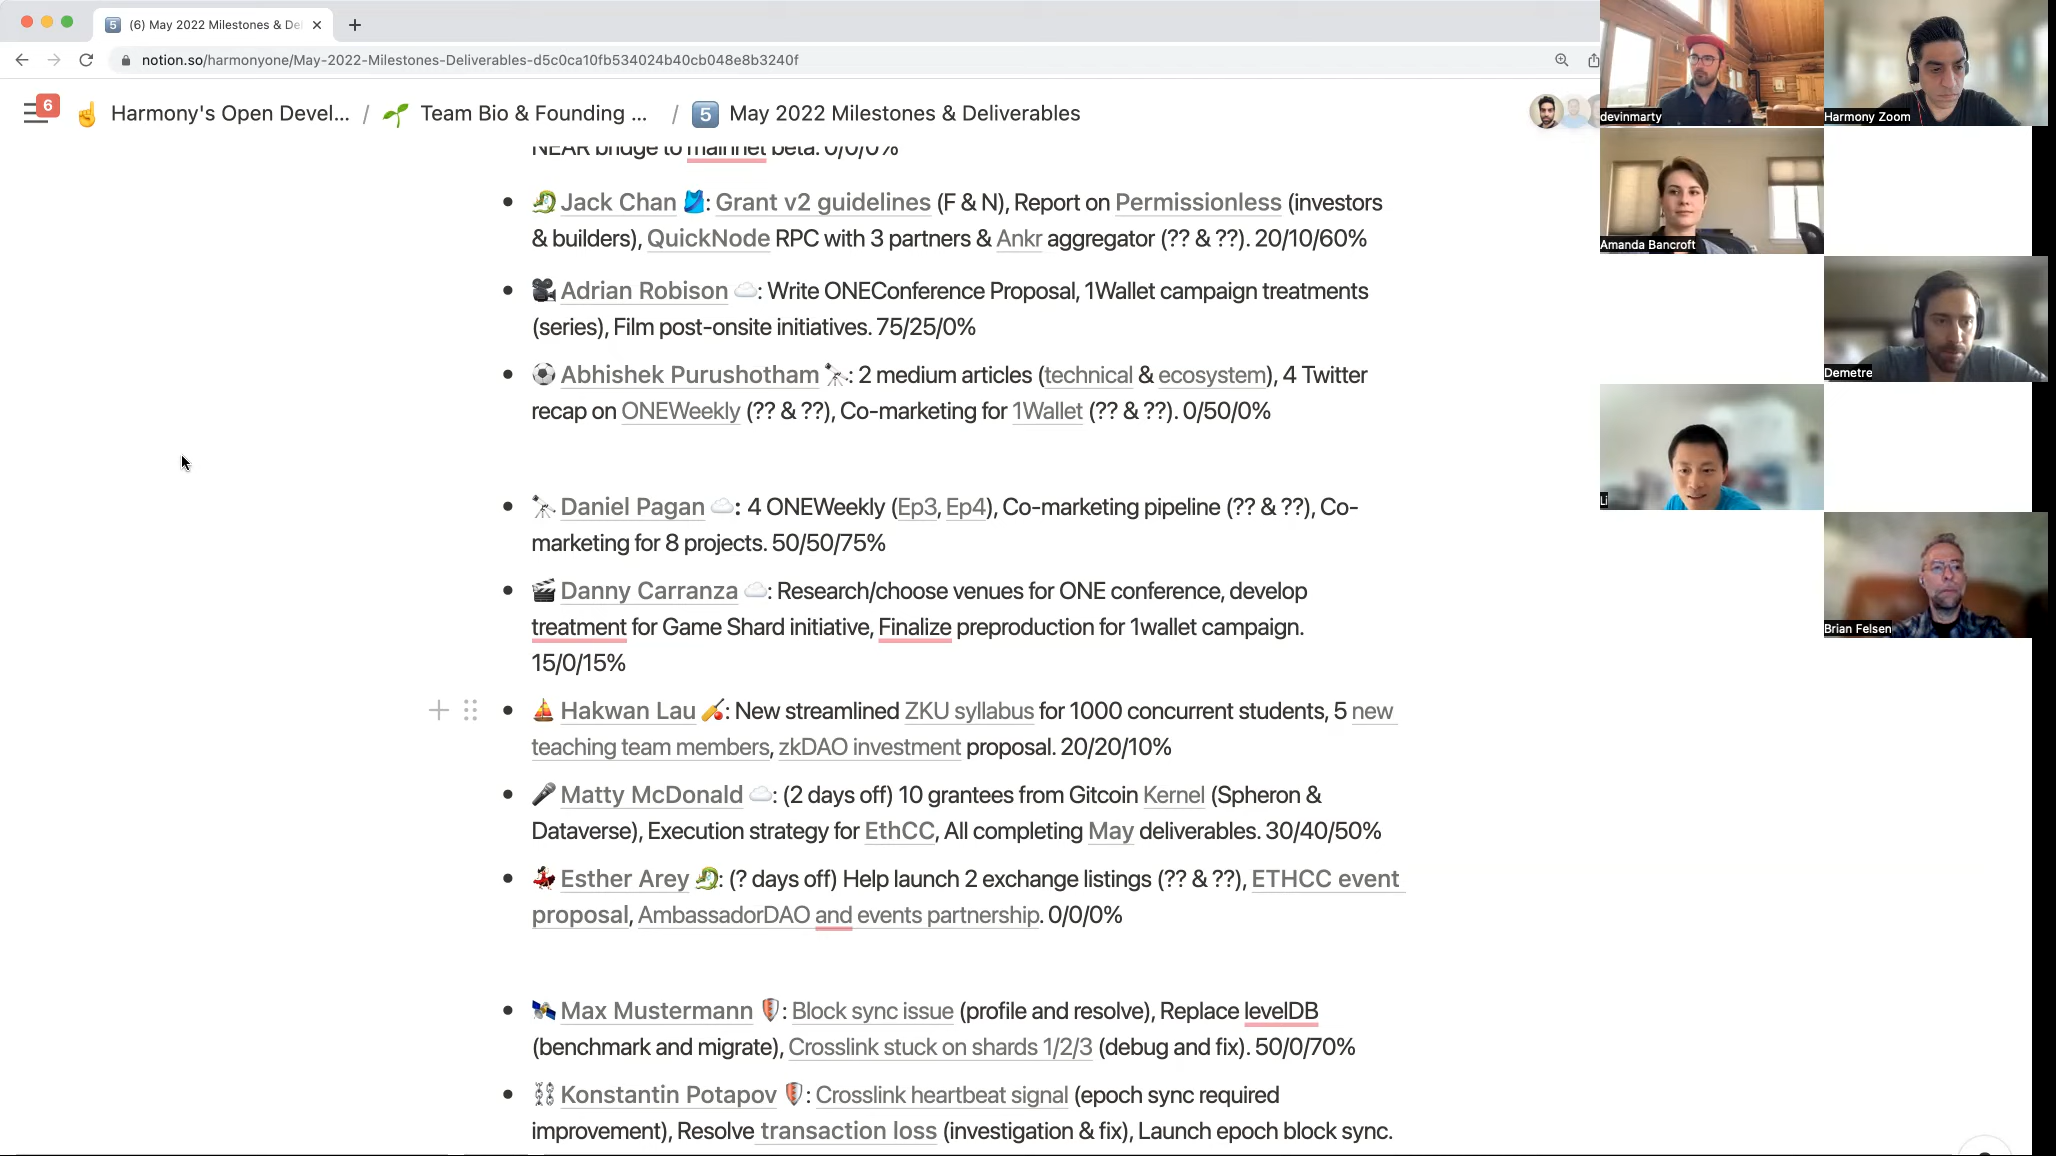 (6) May 2022 Milestones & De
notion.so/harmonyone/May-2022-Milestones-Deliverables-d5c0ca10fb534024b40cb048e8b3240f
6
Harmony's Open Devel... / Team Bio & Founding ... / 5 May 2022 Milestones & Deliverables
NEAR bridge to mainnet beta. 0/0/0%
Jack Chan : Grant v2 guidelines (F & N), Report on Permissionless (investors
& builders), QuickNode RPC with 3 partners & Ankr aggregator (?? & ??). 20/10/60%
Adrian Robison : Write ONEConference Proposal, 1Wallet campaign treatments
(series), Film post-onsite initiatives. 75/25/0%
Abhishek Purushotham : 2 medium articles (technical & ecosystem), 4 Twitter
recap on ONEWeekly (?? & ??), Co-marketing for 1Wallet (?? & ??). 0/50/0%
Daniel Pagan : 4 ONEWeekly (Ep3, Ep4), Co-marketing pipeline (?? & ??), Co-
marketing for 8 projects. 50/50/75%
Danny Carranza : Research/choose venues for ONE conference, develop
treatment for Game Shard initiative, Finalize preproduction for 1wallet campaign.
15/0/15%
Hakwan Lau : New streamlined ZKU syllabus for 1000 concurrent students, 5 new
teaching team members, zkDAO investment proposal. 20/20/10%
Matty McDonald : (2 days off) 10 grantees from Gitcoin Kernel (Spheron &
Dataverse), Execution strategy for EthCC, All completing May deliverables. 30/40/50%
Esther Arey : (? days off) Help launch 2 exchange listings (?? & ??), ETHCC event
proposal, AmbassadorDAO and events partnership. 0/0/0%
Max Mustermann : Block sync issue (profile and resolve), Replace levelDB
(benchmark and migrate), Crosslink stuck on shards 1/2/3 (debug and fix). 50/0/70%
Konstantin Potapov : Crosslink heartbeat signal (epoch sync required
improvement), Resolve transaction loss (investigation & fix), Launch epoch block sync.
devinmarty
Harmony Zoom
Amanda Bancroft
Demetre
Li
Brian Felsen